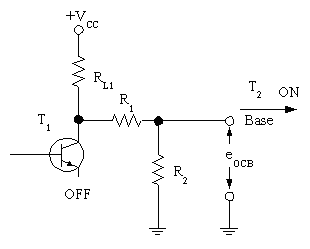 +V CC
R L1
R 1
T 2 ON
T 1
Base
R 2
e OCB
OFF